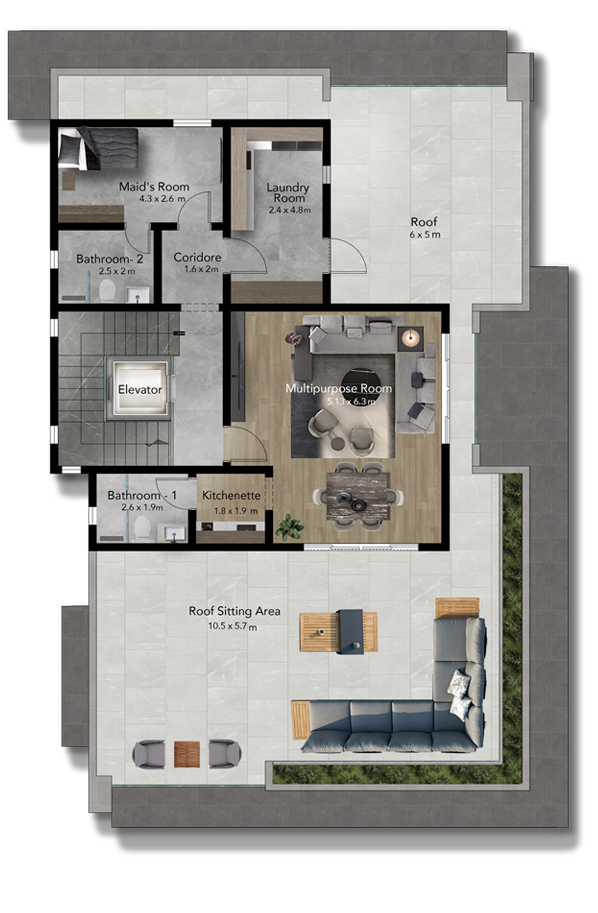 Maid's Room
4.3 x 2.6 m
Laundry
Room
2.4 x 4.8m
Roof
6 x 5 m
Bathroom- 2
2.5 x 2 m
Coridore
1.6 x 2m
Elevator
Multipurpose Room
5.13 x 6.3m
Bathroom - 1
2.6 x 1.9m
Kitchenette
1.8 x 1.9 m
Roof Sitting Area
10.5 x 5.7 m